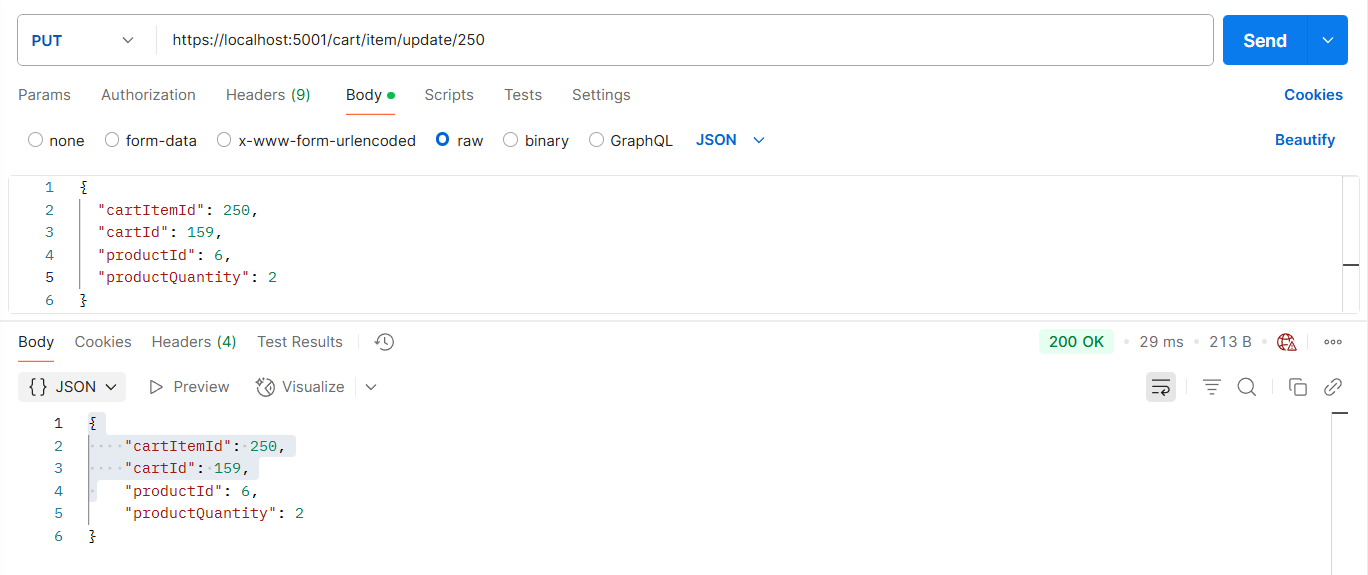 PUT https://localhost:5001/cart/item/update/250 Send
Params Authorization Headers (9) Body Scripts Tests Settings Cookies
none form-data x-www-form-urlencoded raw binary GraphQL JSON Beautify
1 {
2 "cartItemId": 250,
3 "cartId": 159,
4 "productId": 6,
5 "productQuantity": 2
6 }
Body Cookies Headers (4) Test Results 200 OK 29 ms 213 B
{} JSON Preview Visualize
1 {
2 "cartItemId": 250,
3 "cartId": 159,
4 "productId": 6,
5 "productQuantity": 2
6 }